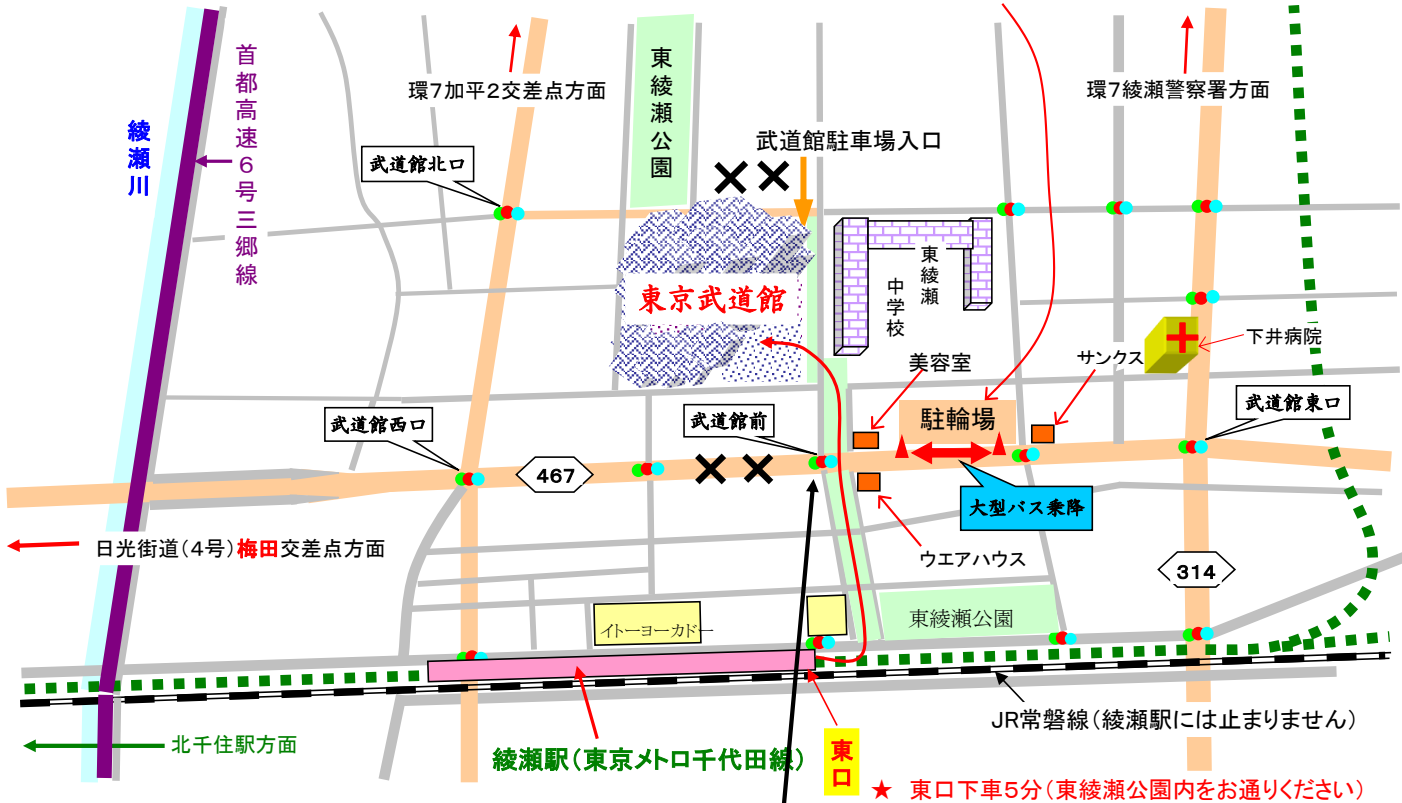 首都高速6号三郷線
綾瀬川
環7加平2交差点方面
東綾瀬公園
環7綾瀬警察署方面
武道館駐車場入口
武道館北口
東京武道館
東綾瀬
中学校
下井病院
サンクス
美容室
駐輪場
武道館東口
武道館前
武道館西口
467
大型バス乗降
日光街道(4号)梅田交差点方面
ウエアハウス
314
東綾瀬公園
イトーヨーカドー
JR常磐線(綾瀬駅には止まりません)
北千住駅方面
綾瀬駅(東京メトロ千代田線)
東口
★ 東口下車5分(東綾瀬公園内をお通りください)